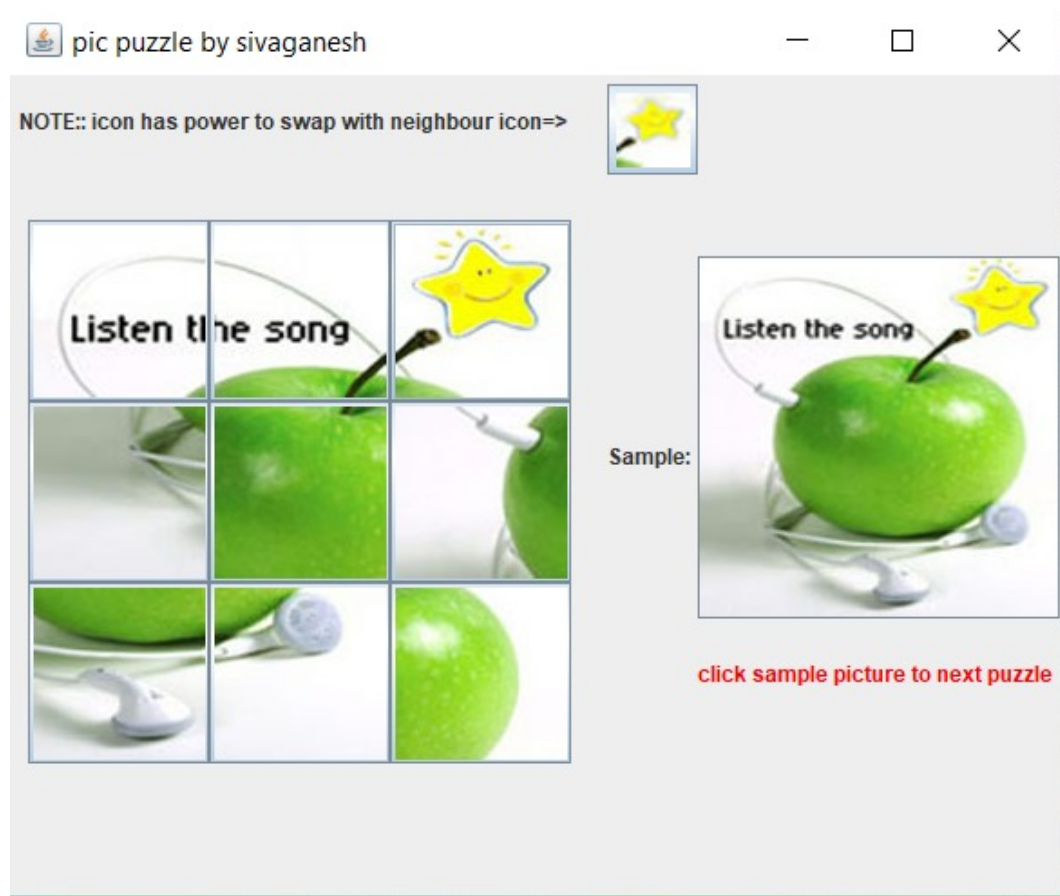 pic puzzle by sivaganesh
NOTE:: icon has power to swap with neighbour icon=>
Listen tlhe song
Listen the song
Sample:
click sample picture to next puzzle